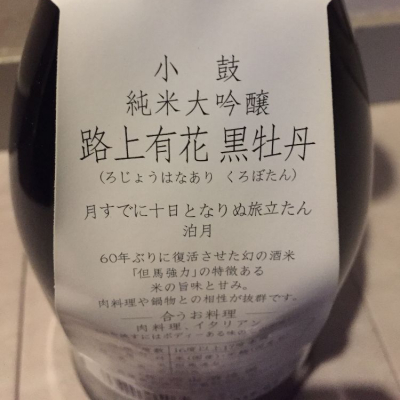 小 鼓
純米大吟醸
路上有花 黒牡丹
(ろじょうはなあり くろぼたん)
月すでに十日となりぬ旅立たん
泊月
60年ぶりに復活させた幻の酒米
「但馬強力」の特徴ある
米の旨味と甘み。
肉料理や鍋物との相性が抜群です。
合うお料理
肉料理、イタリアン